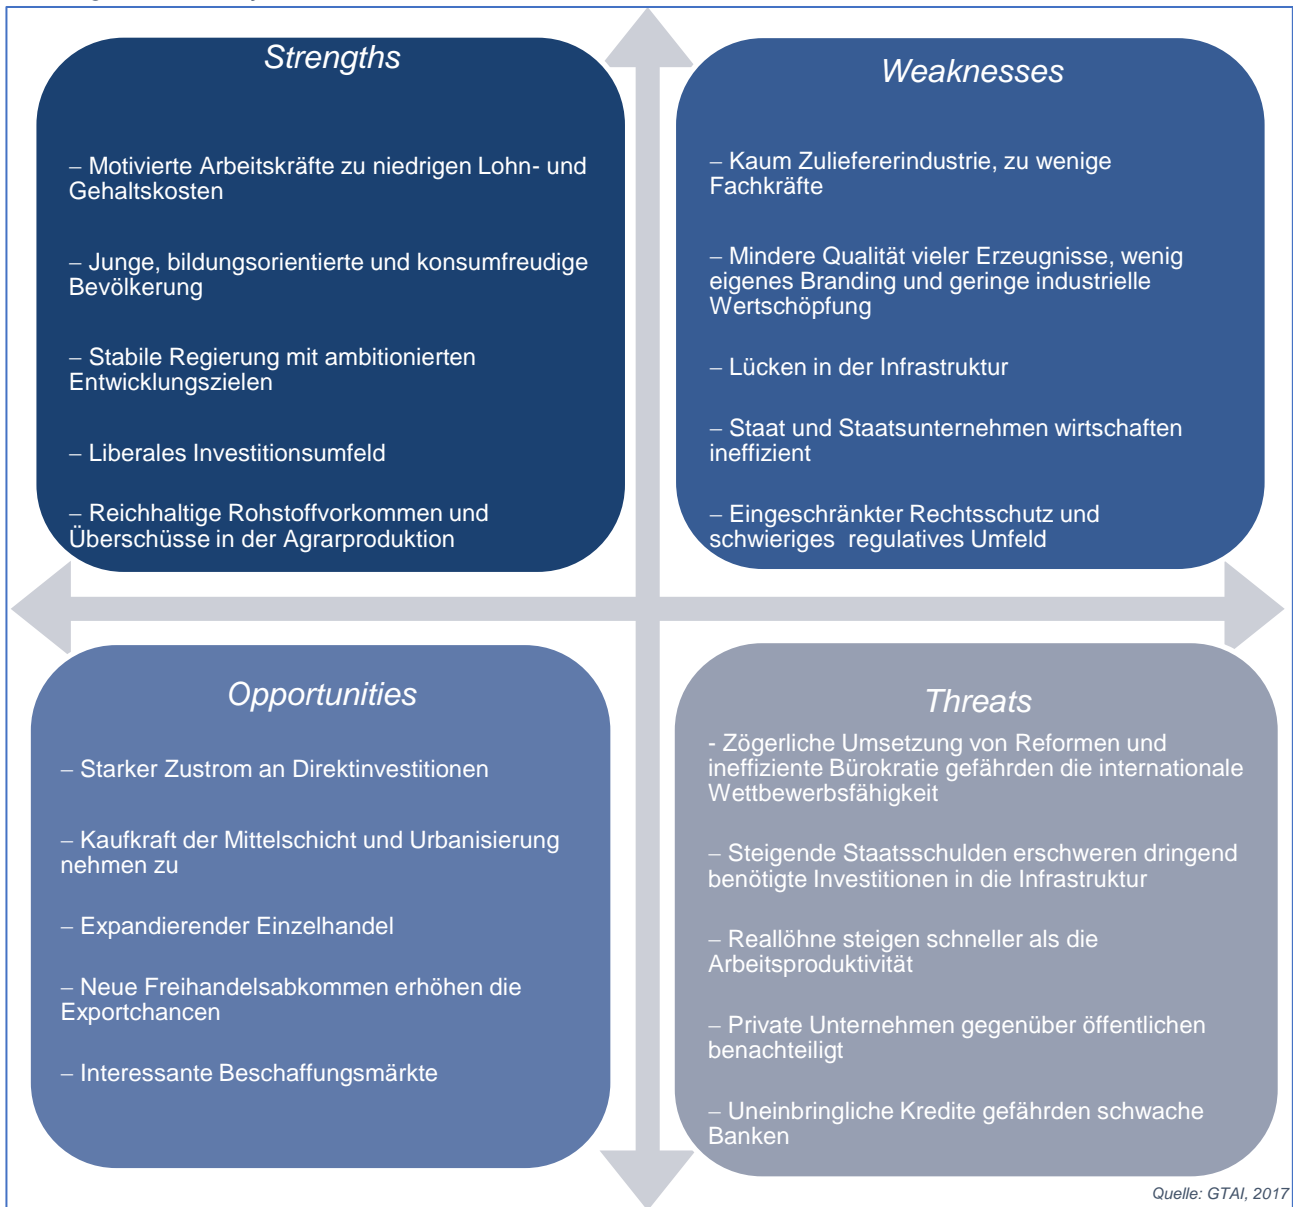 Strengths
– Motivierte Arbeitskräfte zu niedrigen Lohn- und
Gehaltskosten
– Junge, bildungsorientierte und konsumfreudige
Bevölkerung
– Stabile Regierung mit ambitionierten
Entwicklungszielen
– Liberales Investitionsumfeld
– Reichhaltige Rohstoffvorkommen und
Überschüsse in der Agrarproduktion
Weaknesses
– Kaum Zuliefererindustrie, zu wenige
Fachkräfte
– Mindere Qualität vieler Erzeugnisse, wenig
eigenes Branding und geringe industrielle
Wertschöpfung
– Lücken in der Infrastruktur
– Staat und Staatsunternehmen wirtschaften
ineffizient
– Eingeschränkter Rechtsschutz und
schwieriges  regulatives Umfeld
Opportunities
– Starker Zustrom an Direktinvestitionen
– Kaufkraft der Mittelschicht und Urbanisierung
nehmen zu
– Expandierender Einzelhandel
– Neue Freihandelsabkommen erhöhen die
Exportchancen
– Interessante Beschaffungsmärkte
Threats
- Zögerliche Umsetzung von Reformen und
ineffiziente Bürokratie gefährden die internationale
Wettbewerbsfähigkeit
– Steigende Staatsschulden erschweren dringend
benötigte Investitionen in die Infrastruktur
– Reallöhne steigen schneller als die
Arbeitsproduktivität
– Private Unternehmen gegenüber öffentlichen
benachteiligt
– Uneinbringliche Kredite gefährden schwache
Banken
Quelle: GTAI, 2017